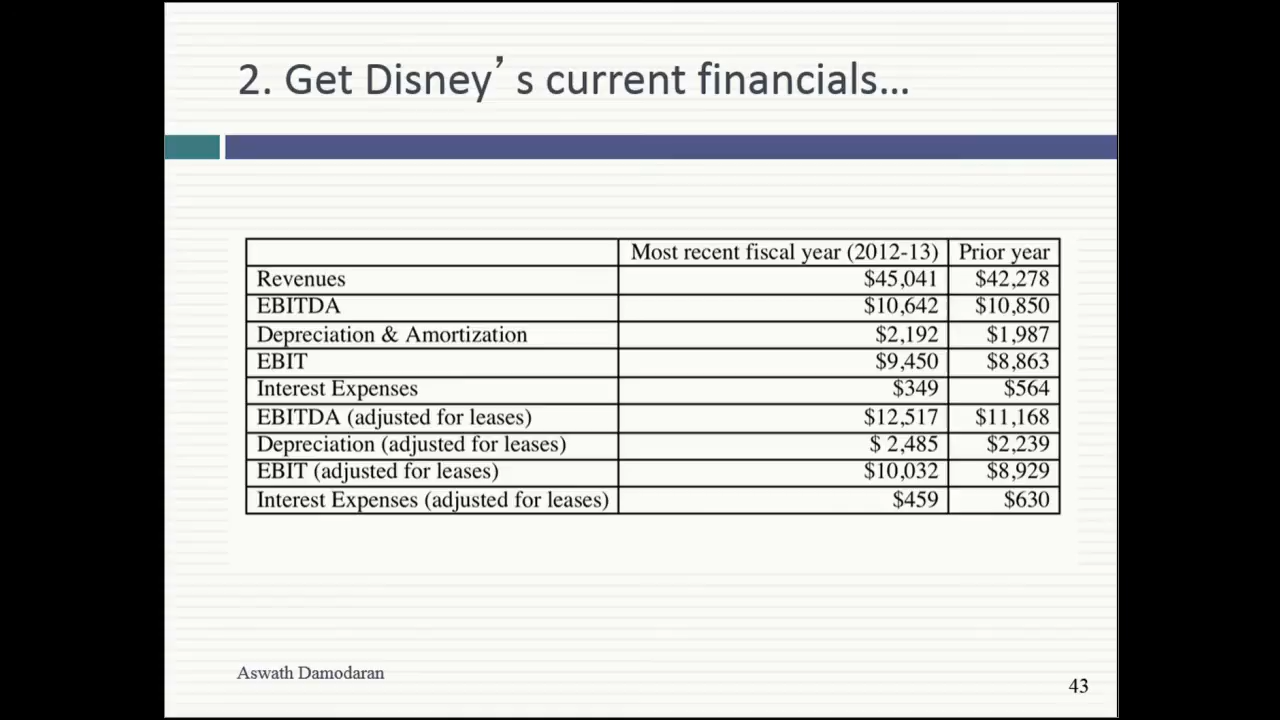 2. Get Disney’s current financials…
Most recent fiscal year (2012-13) Prior year
Revenues $45,041 $42,278
EBITDA $10,642 $10,850
Depreciation & Amortization $2,192 $1,987
EBIT $9,450 $8,863
Interest Expenses $349 $564
EBITDA (adjusted for leases) $12,517 $11,168
Depreciation (adjusted for leases) $ 2,485 $2,239
EBIT (adjusted for leases) $10,032 $8,929
Interest Expenses (adjusted for leases) $459 $630
Aswath Damodaran
43